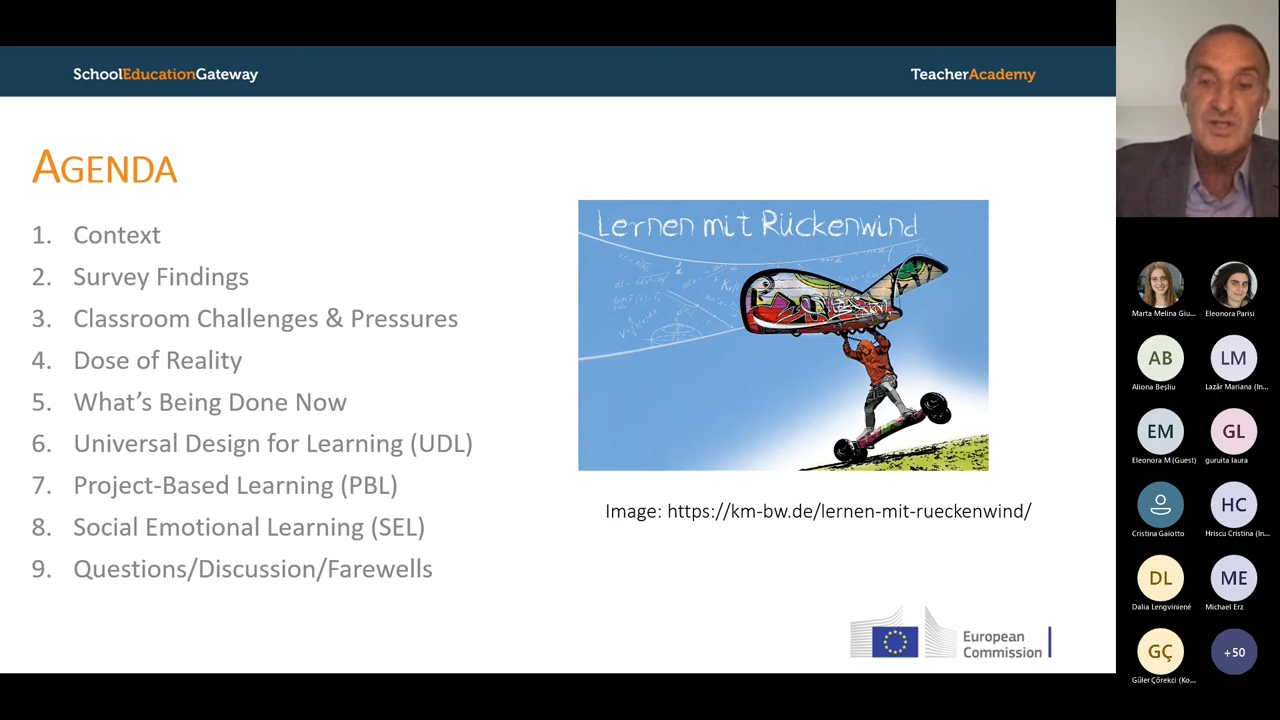 SchoolEducationGateway
TeacherAcademy
AGENDA
1. Context
2. Survey Findings
3. Classroom Challenges & Pressures
4. Dose of Reality
5. What's Being Done Now
6. Universal Design for Learning (UDL)
7. Project-Based Learning (PBL)
8. Social Emotional Learning (SEL)
9. Questions/Discussion/Farewells
Lernen mit Rückenwind
Image: https://km-bw.de/lernen-mit-rueckenwind/
European
Commission
Marta Melina Giu...
Eleonora Parisi
AB
Aliona Beşliu
LM
Lazăr Mariana (In...
EM
Eleonora M (Guest)
GL
guruita laura
Cristina Gaiotto
HC
Hriscu Cristina (In...
DL
Dalia Lengvinienė
ME
Michael Erz
GÇ
Güler Çörekci (Ko...
+50